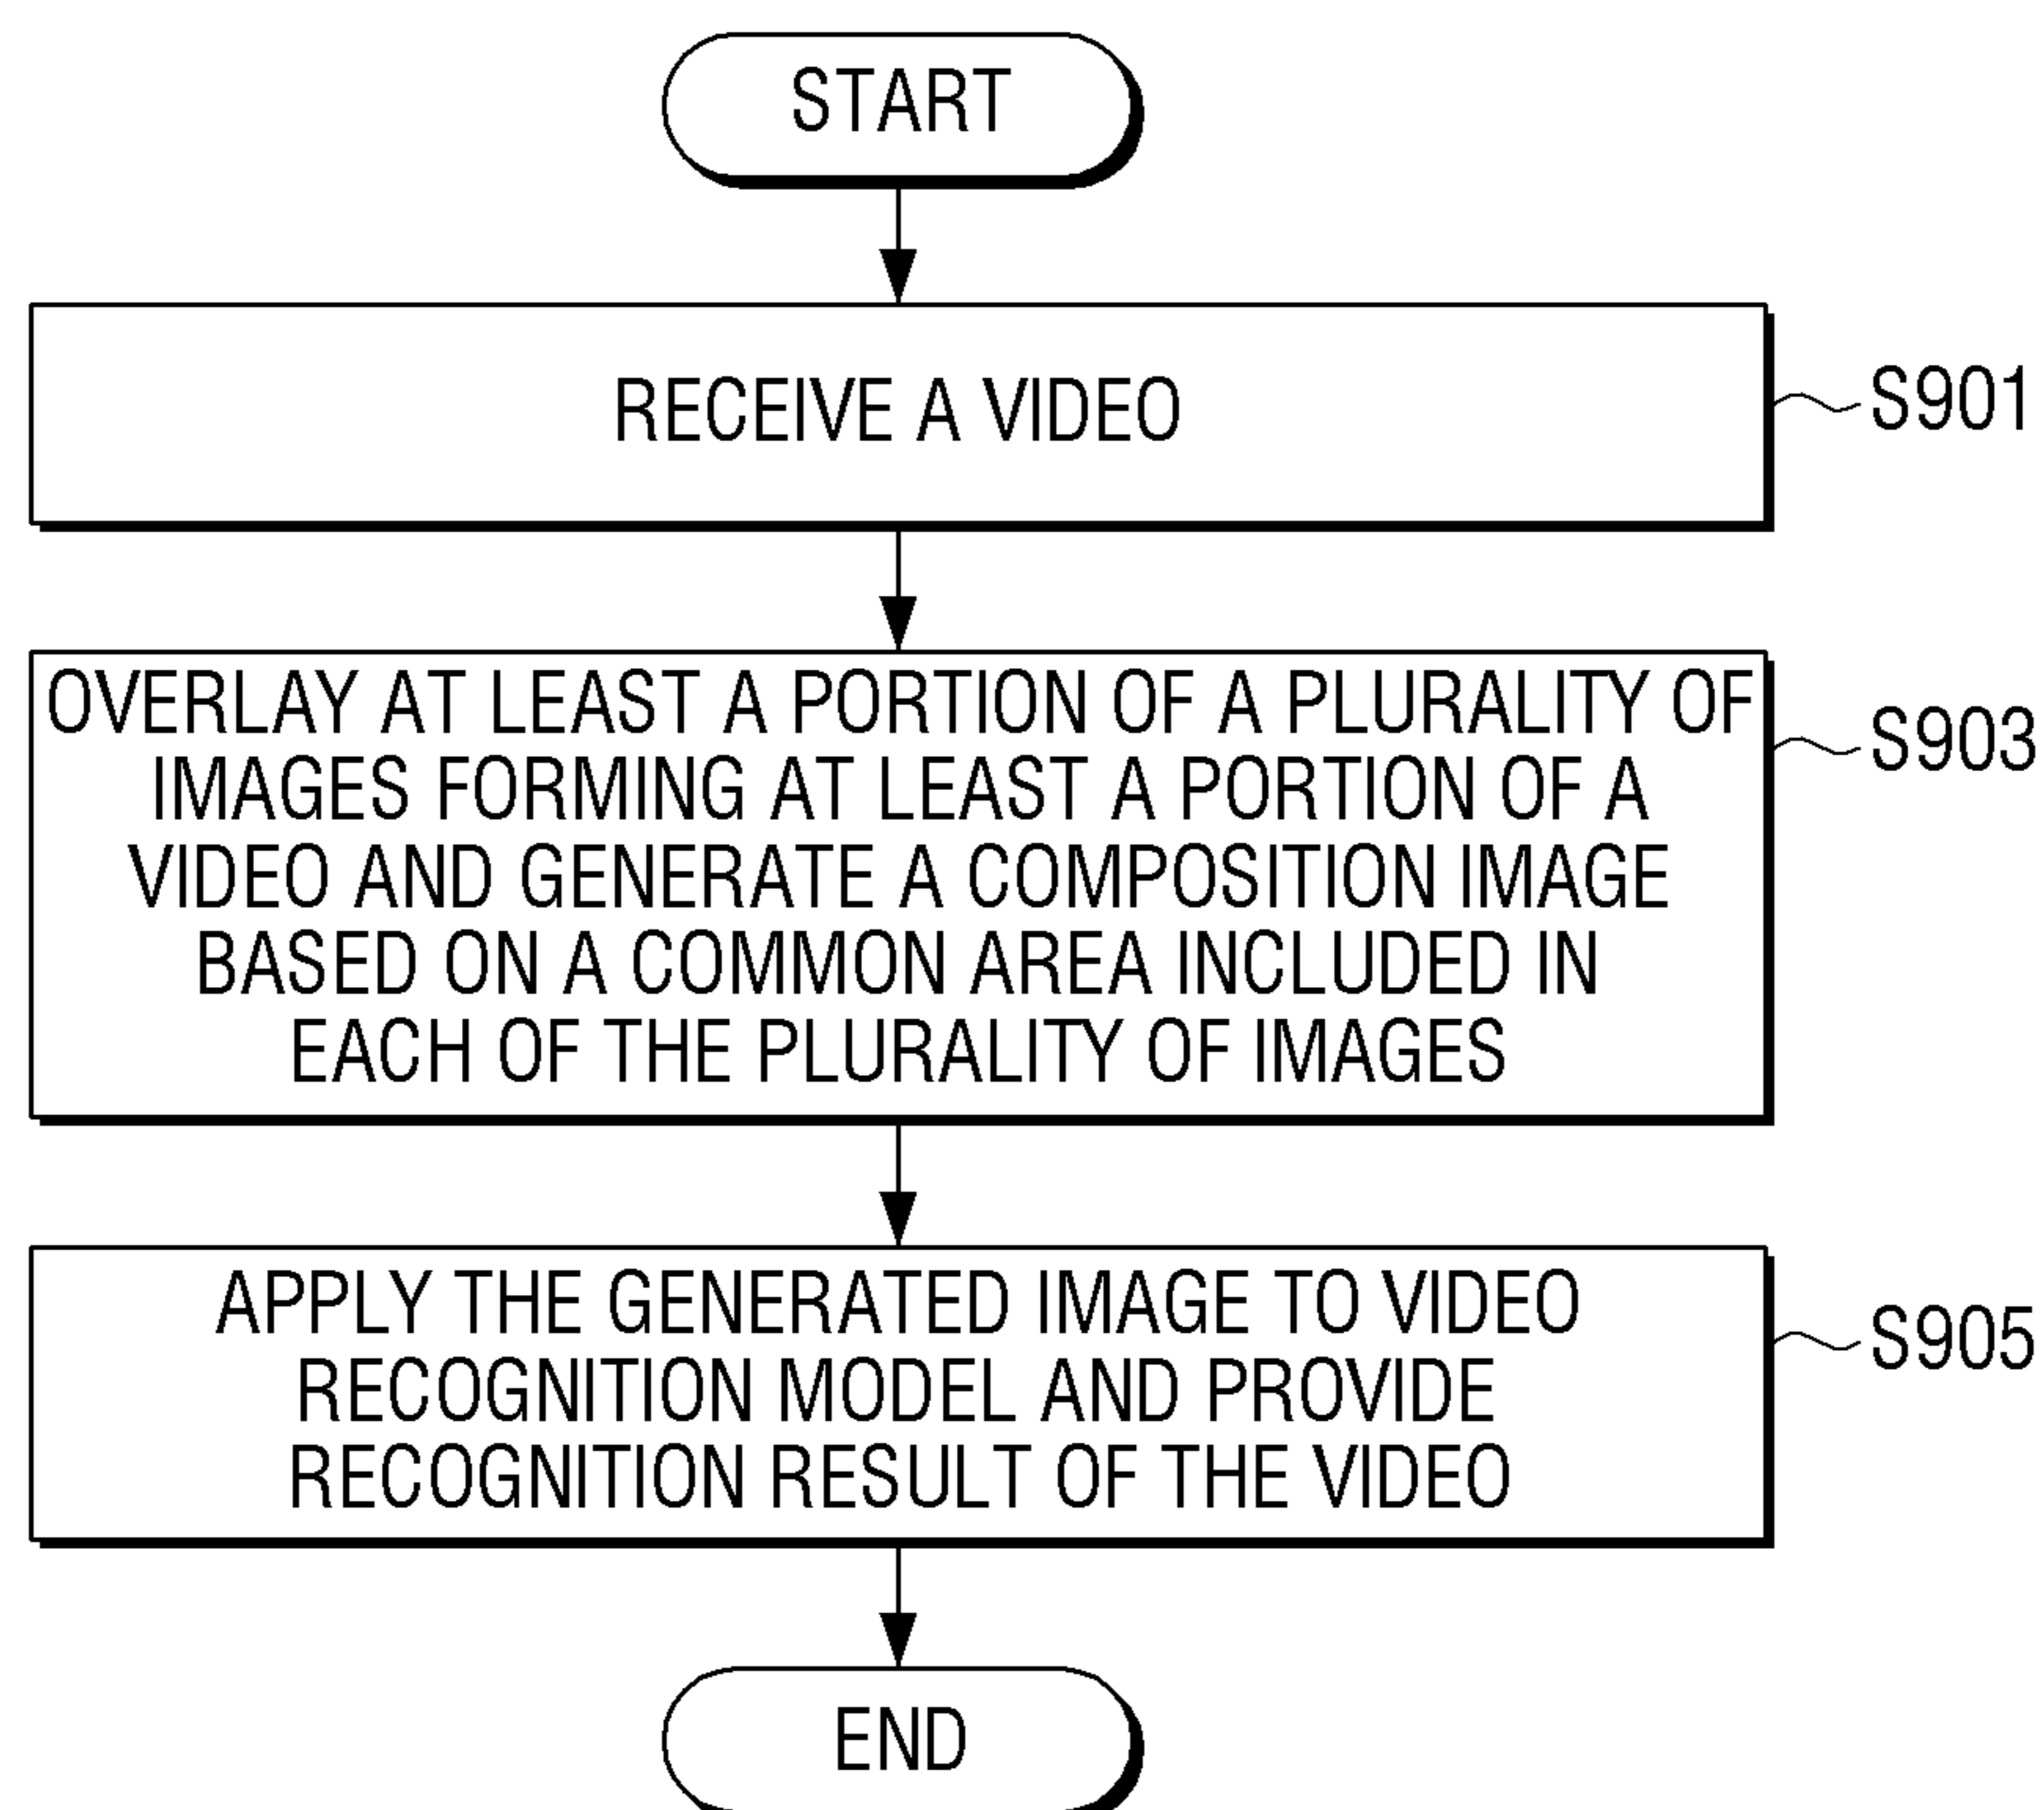 START
RECEIVE A VIDEO
S901
OVERLAY AT LEAST A PORTION OF A PLURALITY OF
IMAGES FORMING AT LEAST A PORTION OF A
VIDEO AND GENERATE A COMPOSITION IMAGE
BASED ON A COMMON AREA INCLUDED IN
EACH OF THE PLURALITY OF IMAGES
S903
APPLY THE GENERATED IMAGE TO VIDEO
RECOGNITION MODEL AND PROVIDE
RECOGNITION RESULT OF THE VIDEO
S905
END